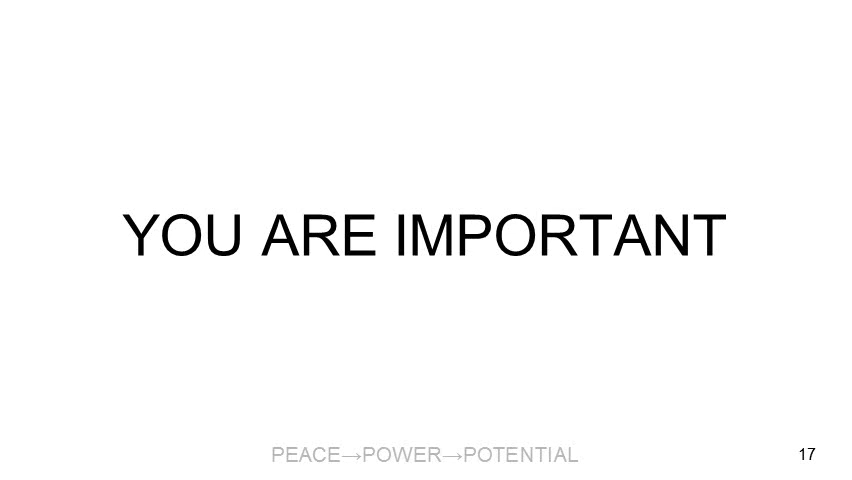 YOU ARE IMPORTANT
PEACE→POWER→POTENTIAL
17